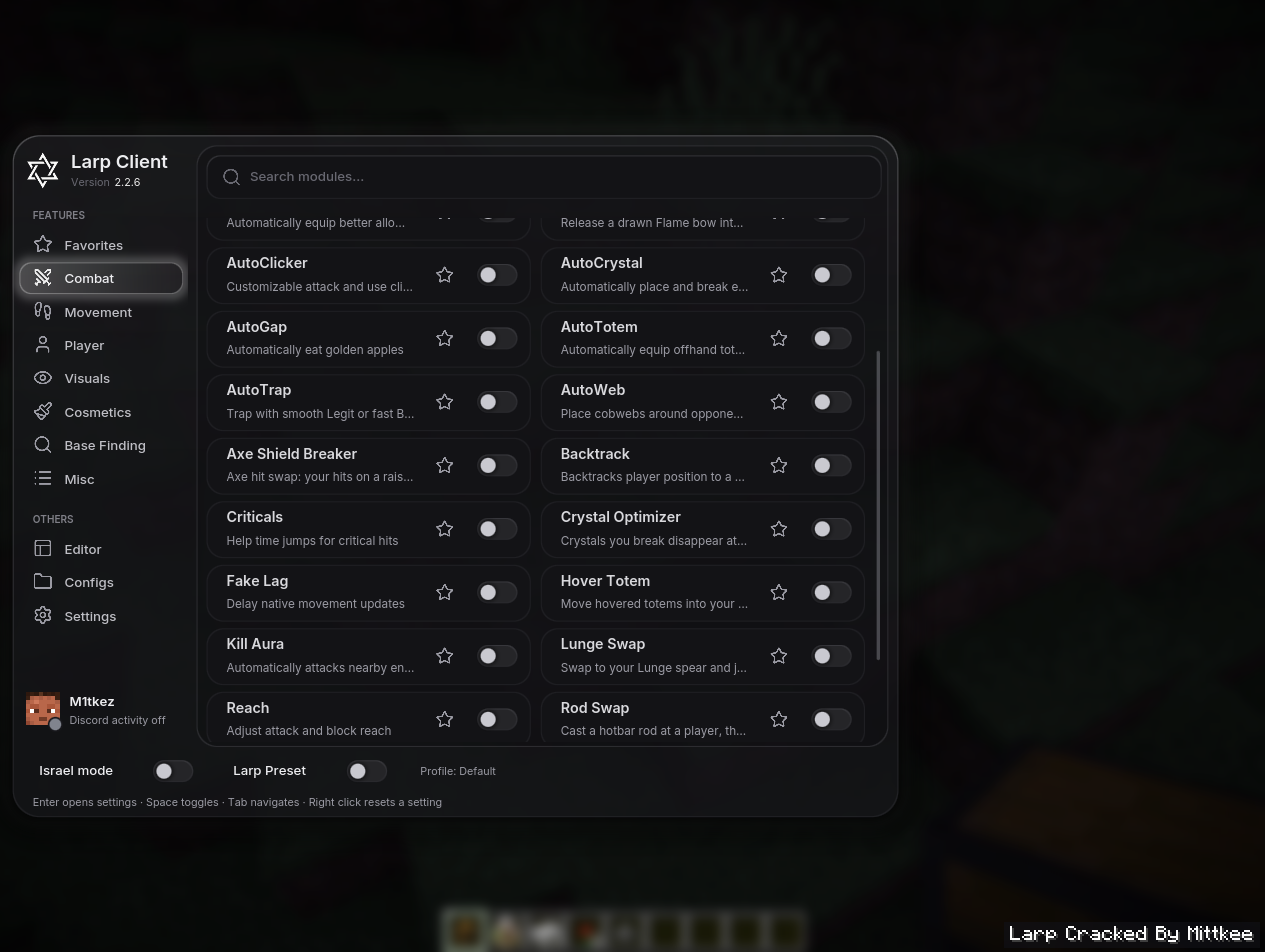 Larp Client
Version 2.2.6
FEATURES
Favorites
Combat
Movement
Player
Visuals
Cosmetics
Base Finding
Misc
OTHERS
Editor
Configs
Settings
M1tkez
Discord activity off
Search modules...
Automatically equip better allo...
Release a drawn Flame bow int...
AutoClicker
Customizable attack and use cli...
AutoCrystal
Automatically place and break e...
AutoGap
Automatically eat golden apples
AutoTotem
Automatically equip offhand tot...
AutoTrap
Trap with smooth Legit or fast B...
AutoWeb
Place cobwebs around oppone...
Axe Shield Breaker
Axe hit swap: your hits on a rais...
Backtrack
Backtracks player position to a ...
Criticals
Help time jumps for critical hits
Crystal Optimizer
Crystals you break disappear at...
Fake Lag
Delay native movement updates
Hover Totem
Move hovered totems into your ...
Kill Aura
Automatically attacks nearby en...
Lunge Swap
Swap to your Lunge spear and j...
Reach
Adjust attack and block reach
Rod Swap
Cast a hotbar rod at a player, th...
Israel mode
Larp Preset
Profile: Default
Enter opens settings · Space toggles · Tab navigates · Right click resets a setting
Larp Cracked By Mittkee